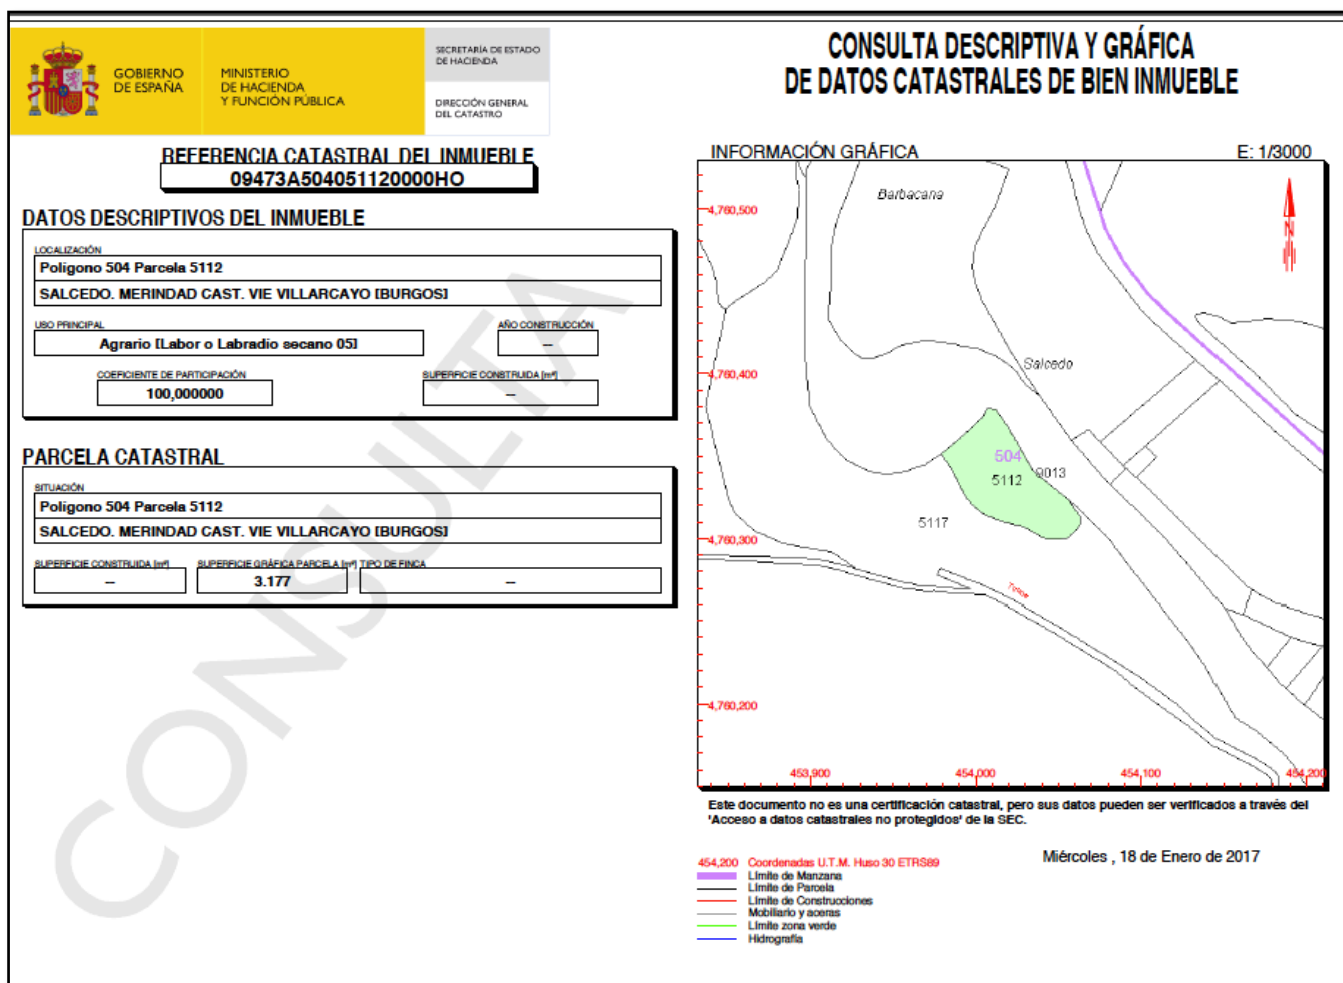 GOBIERNO
DE ESPAÑA
MINISTERIO
DE HACIENDA
Y FUNCIÓN PÚBLICA
SECRETARÍA DE ESTADO
DE HACIENDA
DIRECCIÓN GENERAL
DEL CATASTRO
CONSULTA DESCRIPTIVA Y GRÁFICA
DE DATOS CATASTRALES DE BIEN INMUEBLE
REFERENCIA CATASTRAL DEL INMUEBLE
09473A504051120000HO
DATOS DESCRIPTIVOS DEL INMUEBLE
LOCALIZACIÓN
Polígono 504 Parcela 5112
SALCEDO. MERINDAD CAST. VIE VILLARCAYO [BURGOS]
USO PRINCIPAL
Agrario [Labor o Labradío secano 05]
AÑO CONSTRUCCIÓN
--
COEFICIENTE DE PARTICIPACIÓN
100,000000
SUPERFICIE CONSTRUIDA [m²]
--
PARCELA CATASTRAL
SITUACIÓN
Polígono 504 Parcela 5112
SALCEDO. MERINDAD CAST. VIE VILLARCAYO [BURGOS]
SUPERFICIE CONSTRUIDA [m²]
--
SUPERFICIE GRÁFICA PARCELA [m²]
3.177
TIPO DE FINCA
--
CONSULTA
INFORMACIÓN GRÁFICA
E: 1/3000
Barbacana
N
4,760,500
Salcedo
4,760,400
504
5112
9013
5117
4,760,300
4,760,200
453,900
454,000
454,100
454,200
Este documento no es una certificación catastral, pero sus datos pueden ser verificados a través del
'Acceso a datos catastrales no protegidos' de la SEC.
454,200 Coordenadas U.T.M. Huso 30 ETRS89
Límite de Manzana
Límite de Parcela
Límite de Construcciones
Mobiliario y aceras
Límite zona verde
Hidrografía
Miércoles , 18 de Enero de 2017